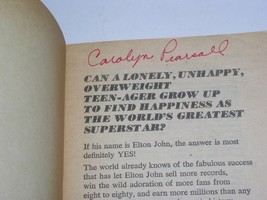 Carolyn Pearsall
CAN A LONELY, UNHAPPY,
OVERWEIGHT
TEEN-AGER GROW UP
TO FIND HAPPINESS AS
THE WORLD'S GREATEST
SUPERSTAR?
If his name is Elton John, the answer is most
definitely YES!
The world already knows of the fabulous success
that has let Elton John sell more records,
win the wild adoration of more fans from
eight to eighty, and earn more millions than any